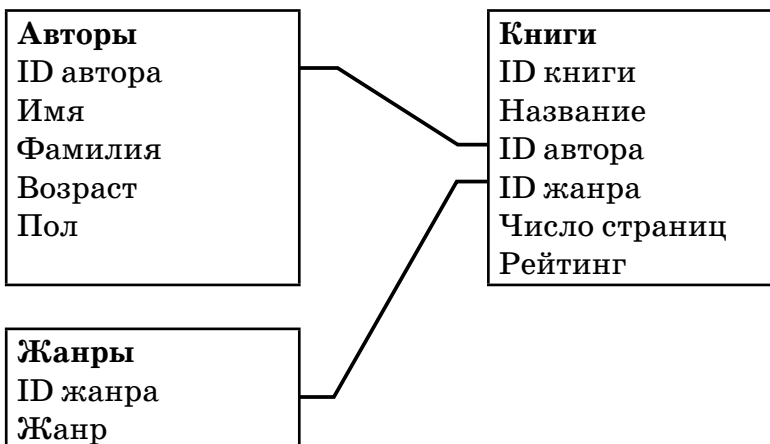 Авторы
ID автора
Имя
Фамилия
Возраст
Пол
Книги
ID книги
Название
ID автора
ID жанра
Число страниц
Рейтинг
Жанры
ID жанра
Жанр